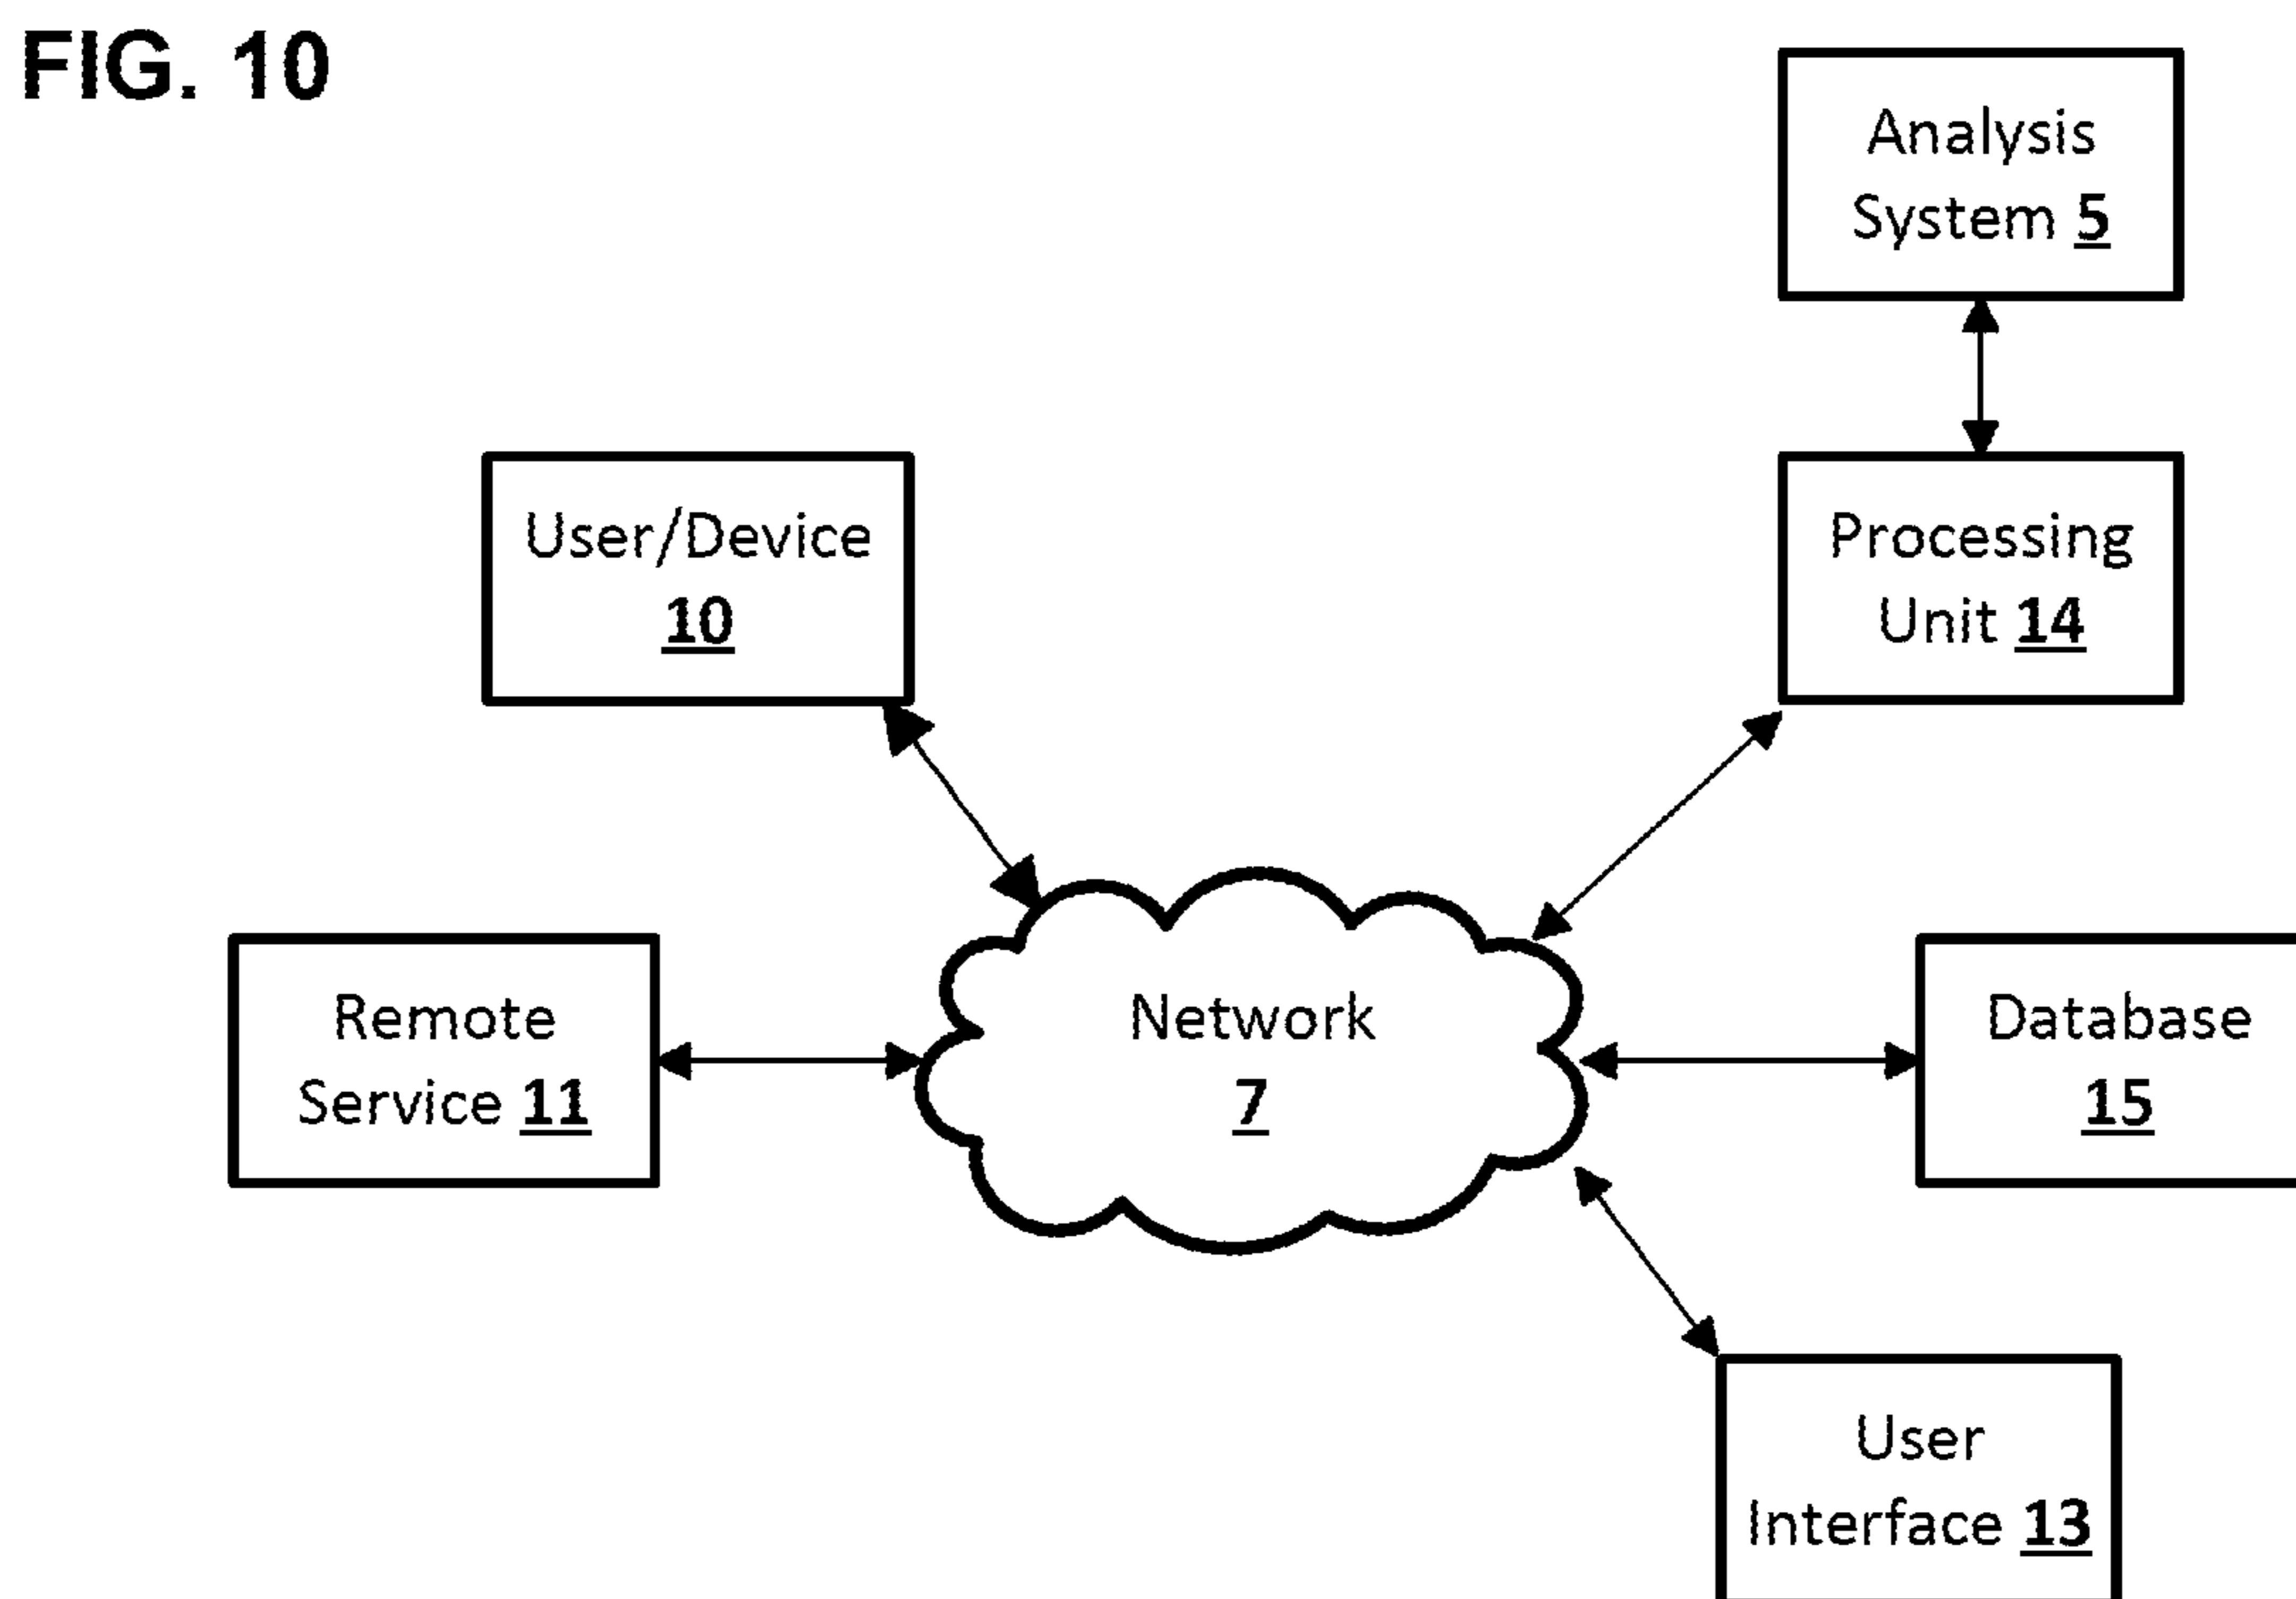 FIG. 10
Analysis
System 5
User/Device
10
Processing
Unit 14
Remote
Service 11
Network
7
Database
15
User
Interface 13